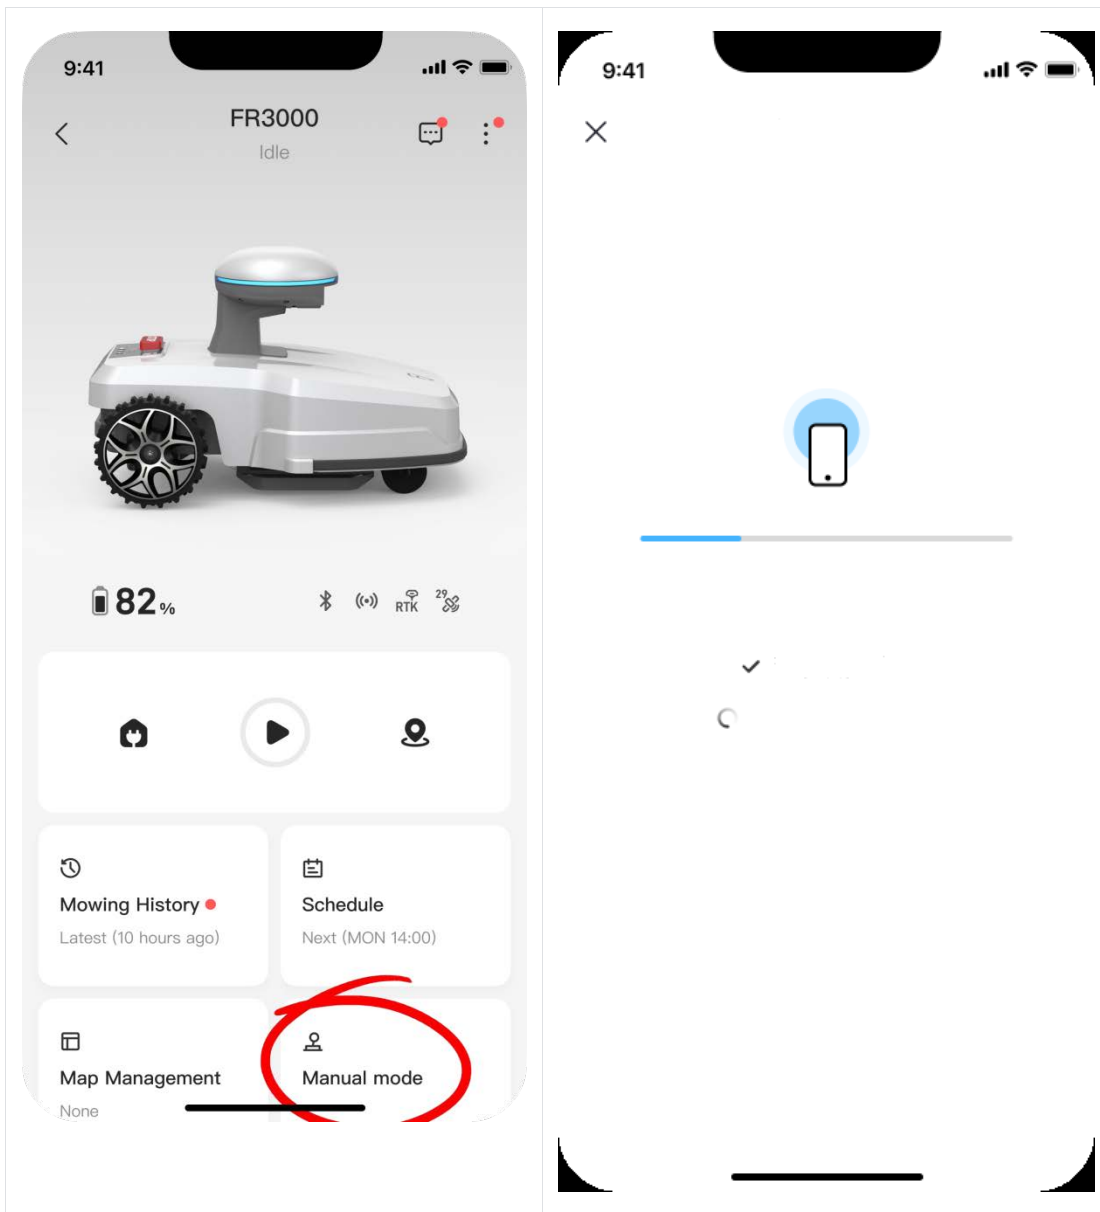 9:41
FR3000
Idle
82%
RTK
29
Mowing History
Latest (10 hours ago)
Schedule
Next (MON 14:00)
Map Management
None
Manual mode
9:41